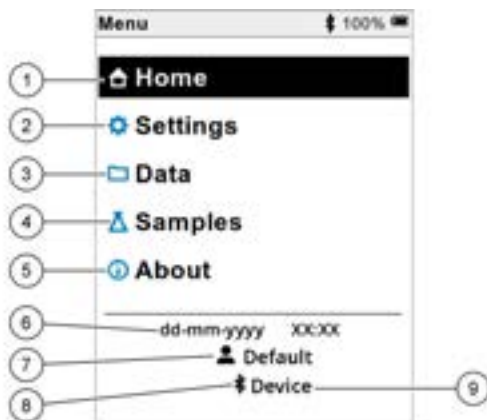 Menu 100%
1 Home
2 Settings
3 Data
4 Samples
5 About
6 dd-mm-yyyy XX:XX
7 Default
8 Device 9